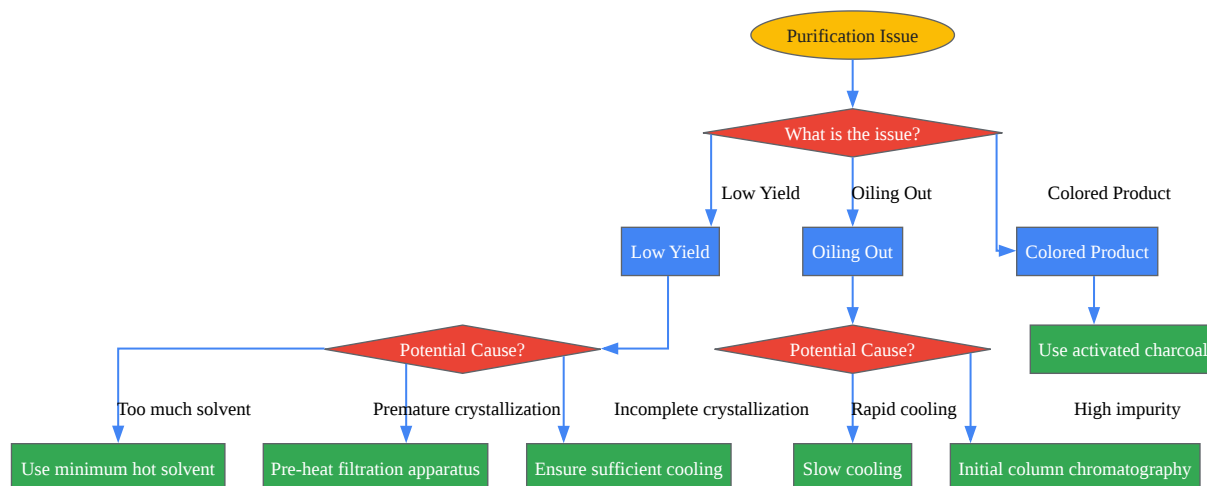 Purification Issue
What is the issue?
Low Yield
Oiling Out
Colored Product
Low Yield
Oiling Out
Colored Product
Potential Cause?
Potential Cause?
Use activated charcoal
Too much solvent
Premature crystallization
Incomplete crystallization
Rapid cooling
High impurity
Use minimum hot solvent
Pre-heat filtration apparatus
Ensure sufficient cooling
Slow cooling
Initial column chromatography